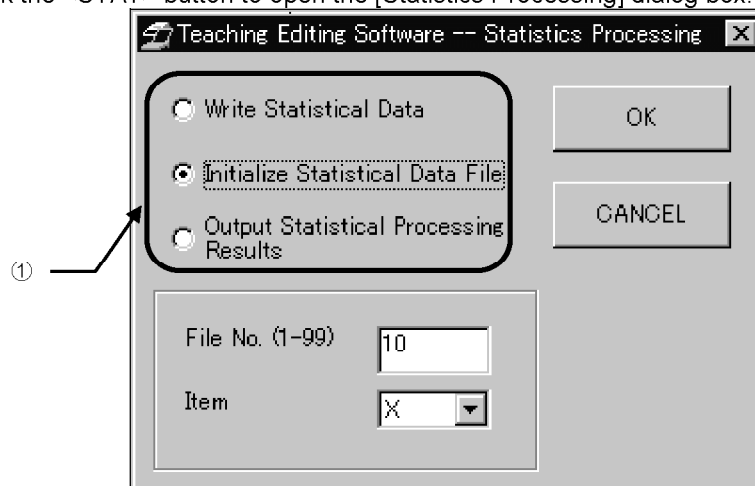 k the "STAT" button to open the [Statistics Processing] dialog box.
Teaching Editing Software -- Statistics Processing
Write Statistical Data
OK
Initialize Statistical Data File
CANCEL
Output Statistical Processing
Results
①
File No. (1-99)
10
Item
X